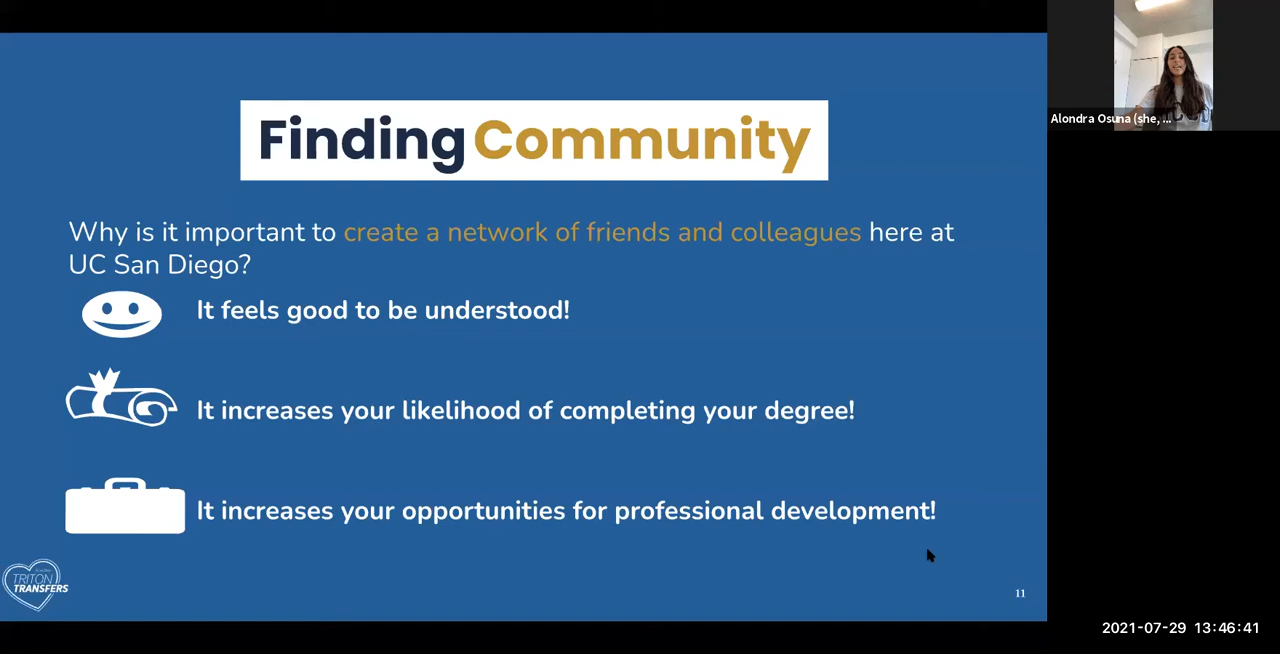 Finding Community
Why is it important to create a network of friends and colleagues here at
UC San Diego?
It feels good to be understood!
It increases your likelihood of completing your degree!
It increases your opportunities for professional development!
TRITON
TRANSFERS
11
Alondra Osuna (she, ...
2021-07-29 13:46:41